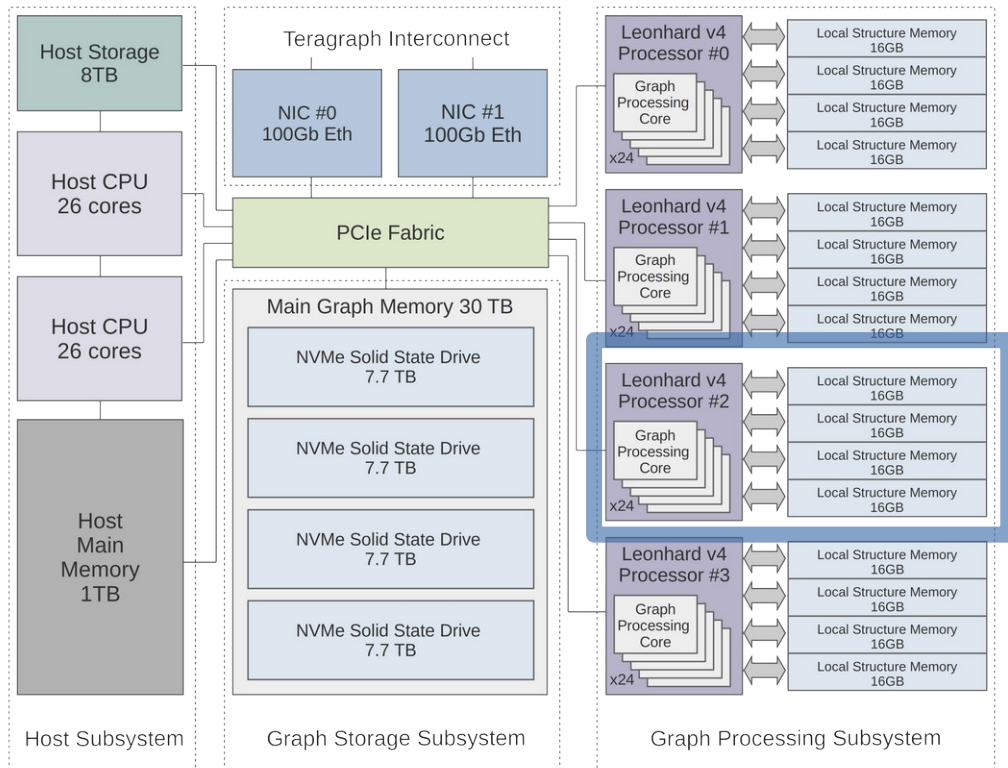 Host Storage
8TB
Host CPU
26 cores
Host CPU
26 cores
Host
Main
Memory
1TB
Host Subsystem
Teragraph Interconnect
NIC #0
100Gb Eth
NIC #1
100Gb Eth
PCIe Fabric
Main Graph Memory 30 TB
NVMe Solid State Drive
7.7 TB
NVMe Solid State Drive
7.7 TB
NVMe Solid State Drive
7.7 TB
NVMe Solid State Drive
7.7 TB
Graph Storage Subsystem
Leonhard v4
Processor #0
Graph
Processing
Core
x24
Local Structure Memory
16GB
Local Structure Memory
16GB
Local Structure Memory
16GB
Local Structure Memory
16GB
Leonhard v4
Processor #1
Graph
Processing
Core
x24
Local Structure Memory
16GB
Local Structure Memory
16GB
Local Structure Memory
16GB
Local Structure Memory
16GB
Leonhard v4
Processor #2
Graph
Processing
Core
x24
Local Structure Memory
16GB
Local Structure Memory
16GB
Local Structure Memory
16GB
Local Structure Memory
16GB
Leonhard v4
Processor #3
Graph
Processing
Core
x24
Local Structure Memory
16GB
Local Structure Memory
16GB
Local Structure Memory
16GB
Local Structure Memory
16GB
Graph Processing Subsystem